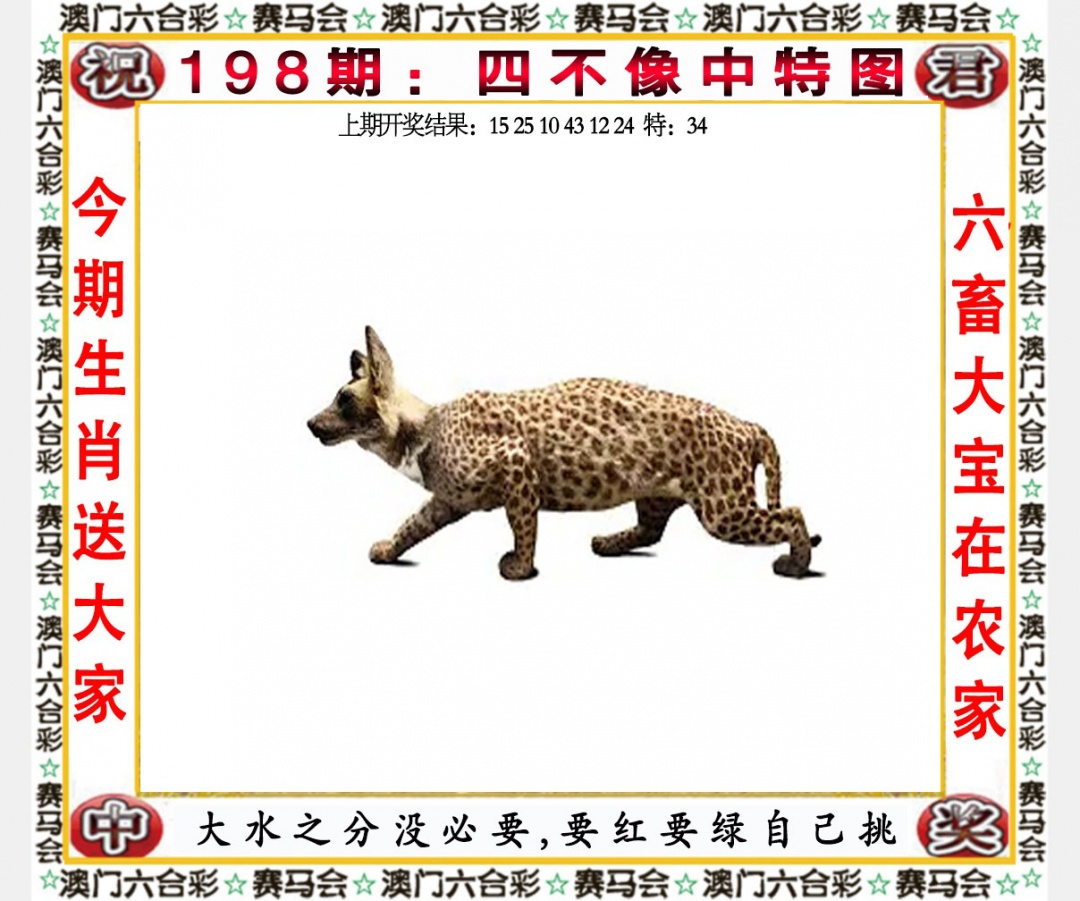 澳门六合彩☆赛马会☆澳门六合彩☆赛马会☆澳门六合彩☆赛马会☆
祝
198期：四不像中特图
君
上期开奖结果：15 25 10 43 12 24 特：34
☆澳门六合彩☆赛马会☆澳门六合彩☆赛马会☆澳门六合彩☆赛马会
今期生肖送大家
六畜大宝在农家
☆澳门六合彩☆赛马会☆澳门六合彩☆赛马会☆澳门六合彩☆赛马会☆
中
大水之分没必要,要红要绿自己挑
奖
☆澳门六合彩☆赛马会☆澳门六合彩☆赛马会☆澳门六合彩☆赛马会☆